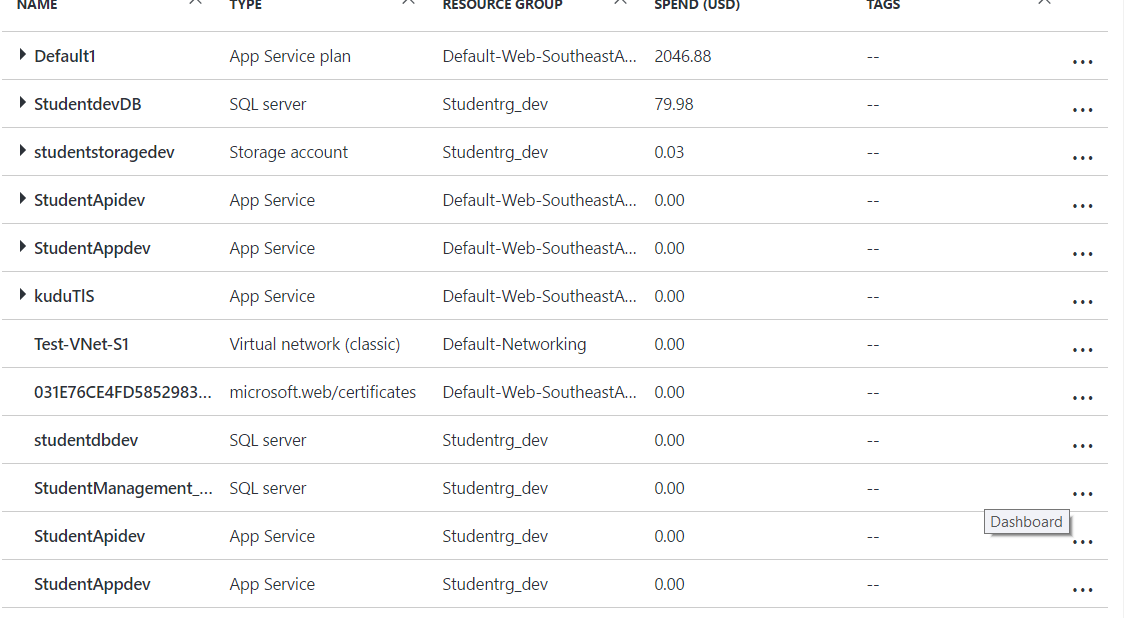 NAME TYPE RESOURCE GROUP SPEND (USD) TAGS
Default1 App Service plan Default-Web-SoutheastA... 2046.88 -- ...
StudentdevDB SQL server Studentrg_dev 79.98 -- ...
studentstoragedev Storage account Studentrg_dev 0.03 -- ...
StudentApidev App Service Default-Web-SoutheastA... 0.00 -- ...
StudentAppdev App Service Default-Web-SoutheastA... 0.00 -- ...
kuduTlS App Service Default-Web-SoutheastA... 0.00 -- ...
Test-VNet-S1 Virtual network (classic) Default-Networking 0.00 -- ...
031E76CE4FD5852983... microsoft.web/certificates Default-Web-SoutheastA... 0.00 -- ...
studentdbdev SQL server Studentrg_dev 0.00 -- ...
StudentManagement_... SQL server Studentrg_dev 0.00 -- ...
Dashboard
StudentApidev App Service Studentrg_dev 0.00 -- ...
StudentAppdev App Service Studentrg_dev 0.00 -- ...